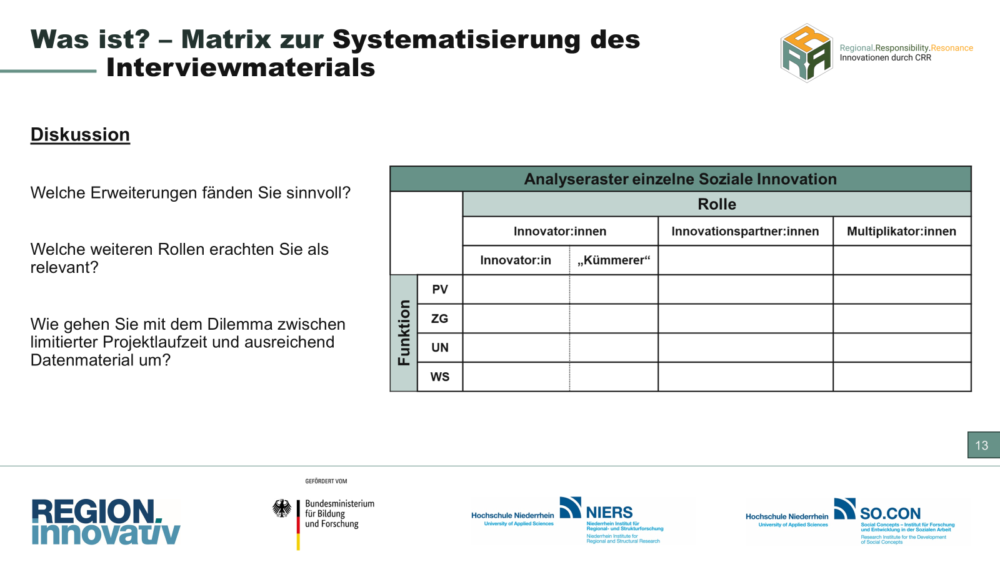 Was ist? – Matrix zur Systematisierung des
Interviewmaterials
Regional.Responsibility.Resonance
Innovationen durch CRR
Diskussion
Welche Erweiterungen fänden Sie sinnvoll?
Welche weiteren Rollen erachten Sie als
relevant?
Wie gehen Sie mit dem Dilemma zwischen
limitierter Projektlaufzeit und ausreichend
Datenmaterial um?
Analyseraster einzelne Soziale Innovation
Rolle
Innovator:innen Innovationspartner:innen Multiplikator:innen
Innovator:in „Kümmerer“
Funktion
PV
ZG
UN
WS
13
REGION.
innovativ
GEFÖRDERT VOM
Bundesministerium
für Bildung
und Forschung
Hochschule Niederrhein
University of Applied Sciences
NIERS
Niederrhein Institut für
Regional- und Strukturforschung
Niederrhein Institute for
Regional and Structural Research
Hochschule Niederrhein
University of Applied Sciences
SO.CON
Social Concepts – Institut für Forschung
und Entwicklung in der Sozialen Arbeit
Research Institute for the Development
of Social Concepts